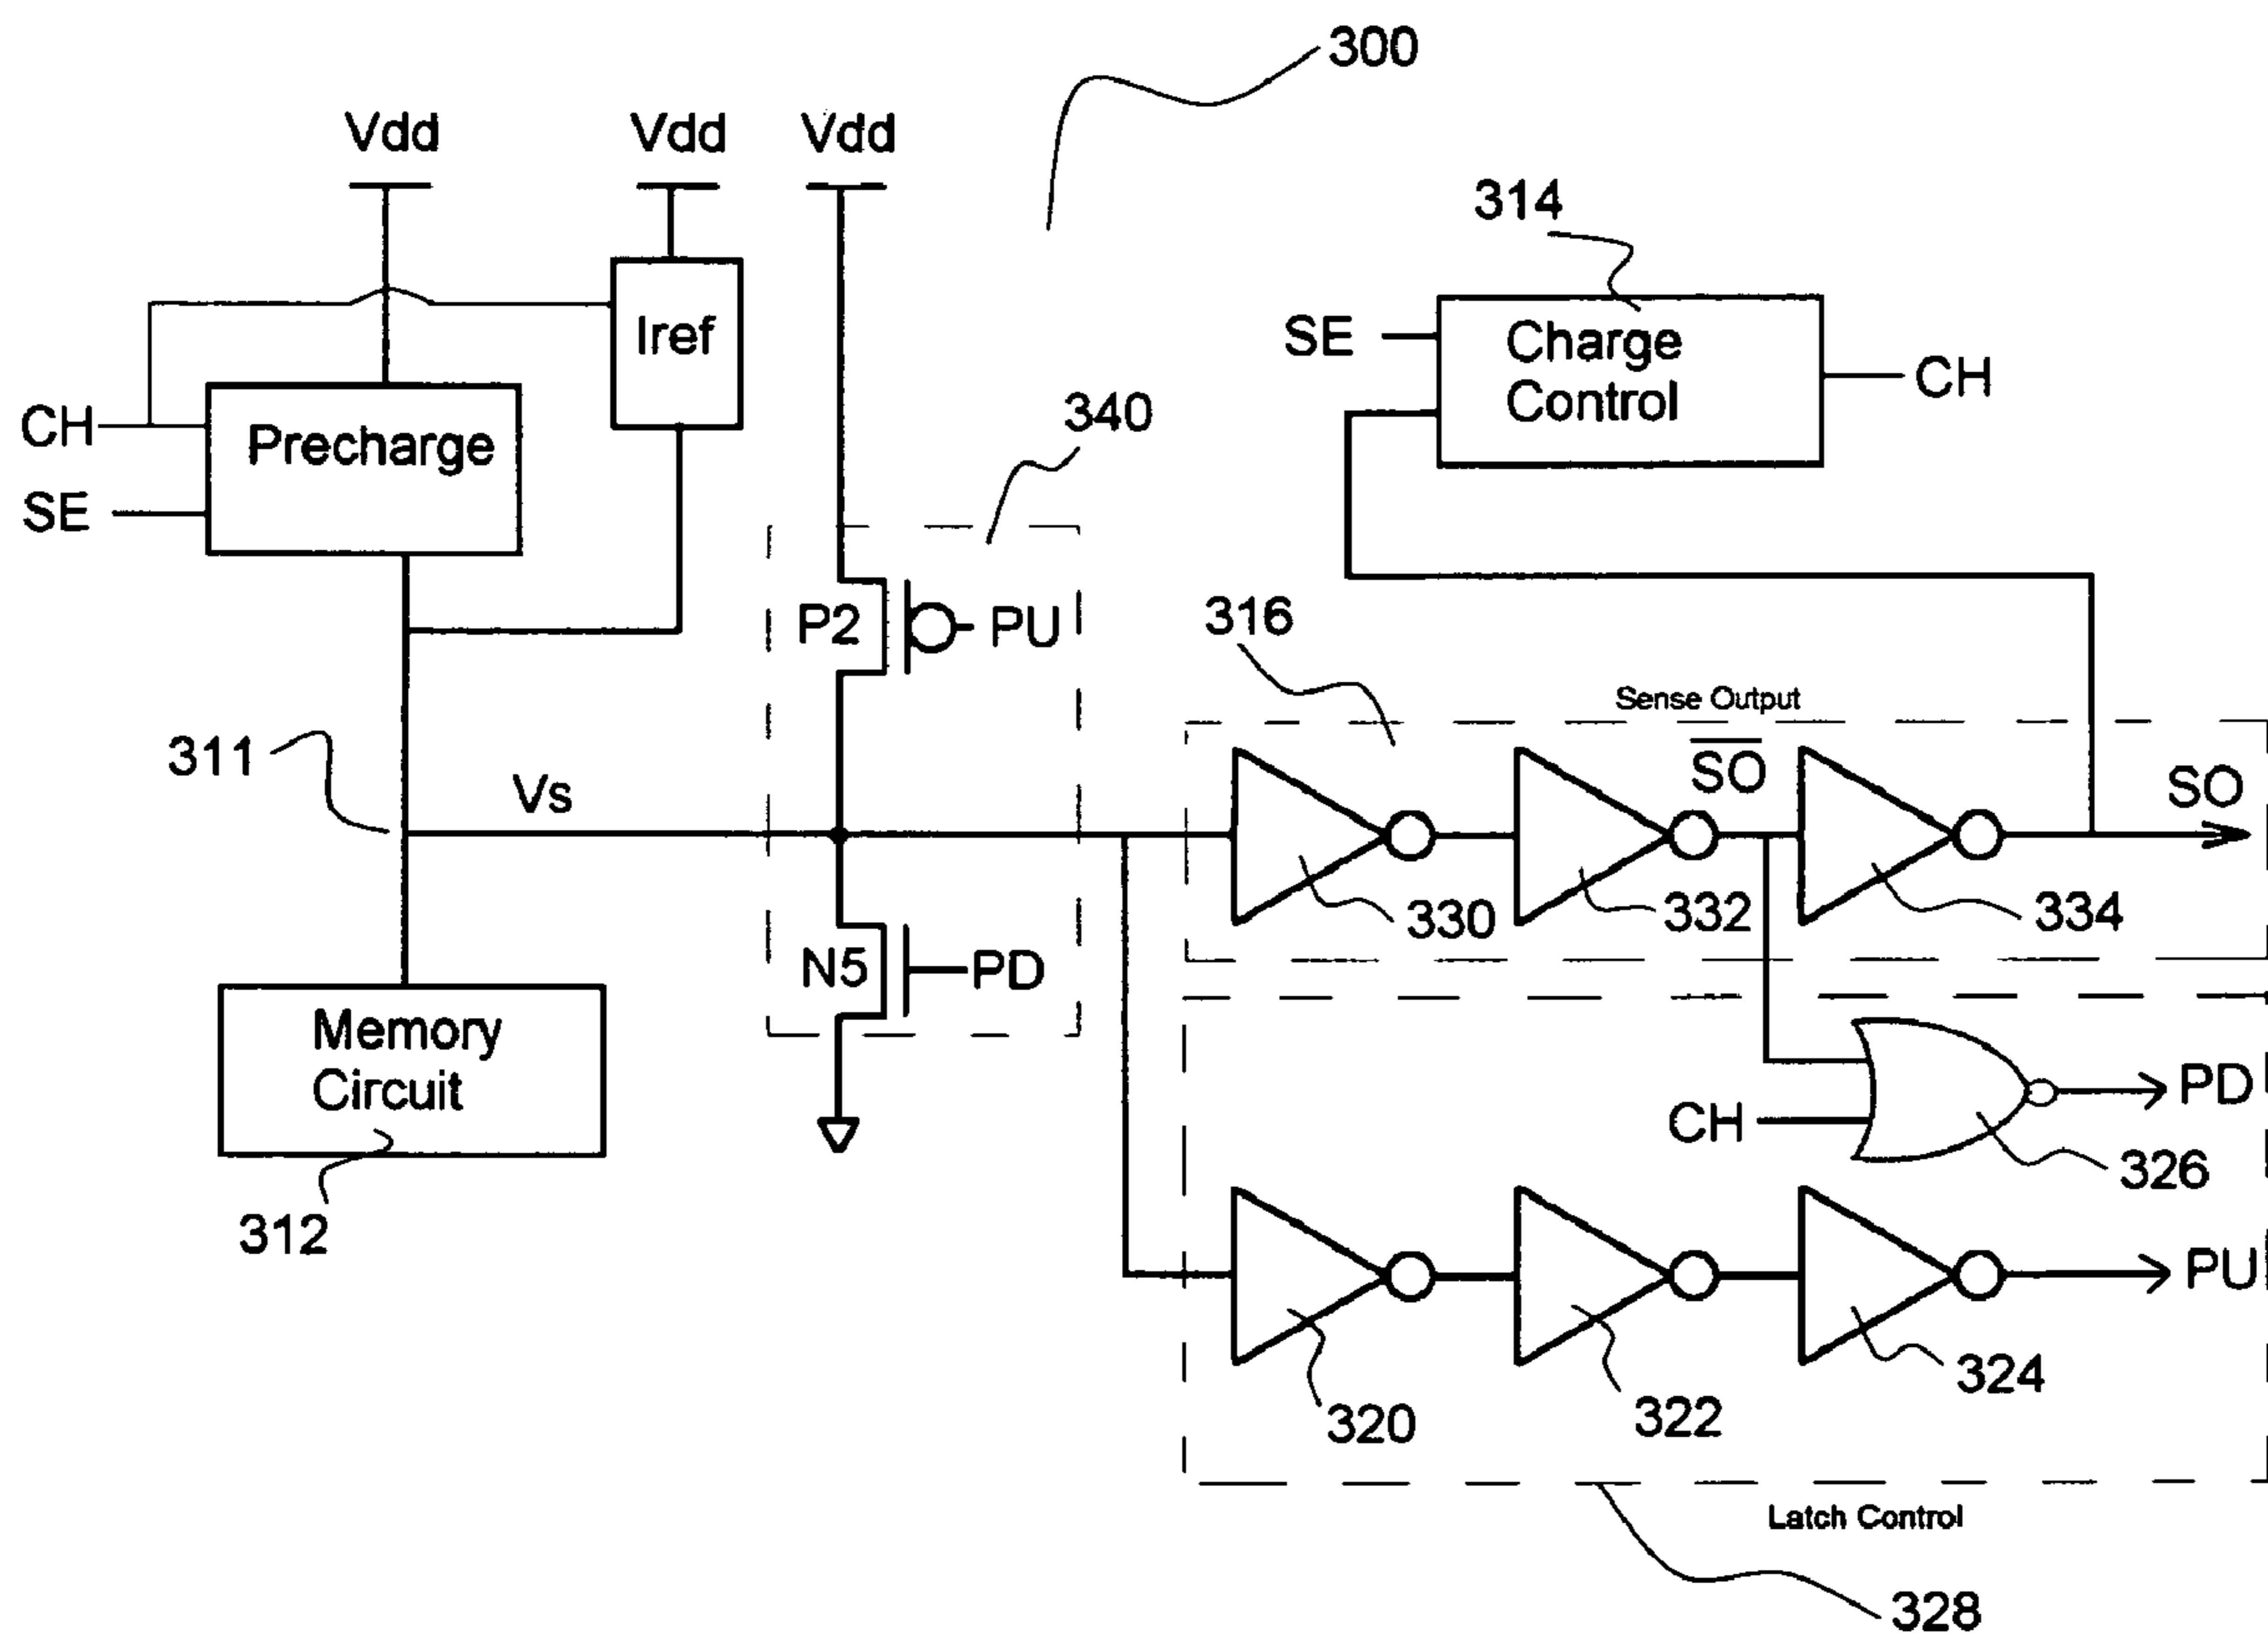 300
Vdd
Vdd
Vdd
314
SE
Charge
Control
CH
Iref
CH
Precharge
SE
340
P2
PU
316
Sense Output
311
Vs
SO
SO
330
332
334
N5
PD
Memory
Circuit
312
CH
PD
326
PU
320
322
324
Latch Control
328